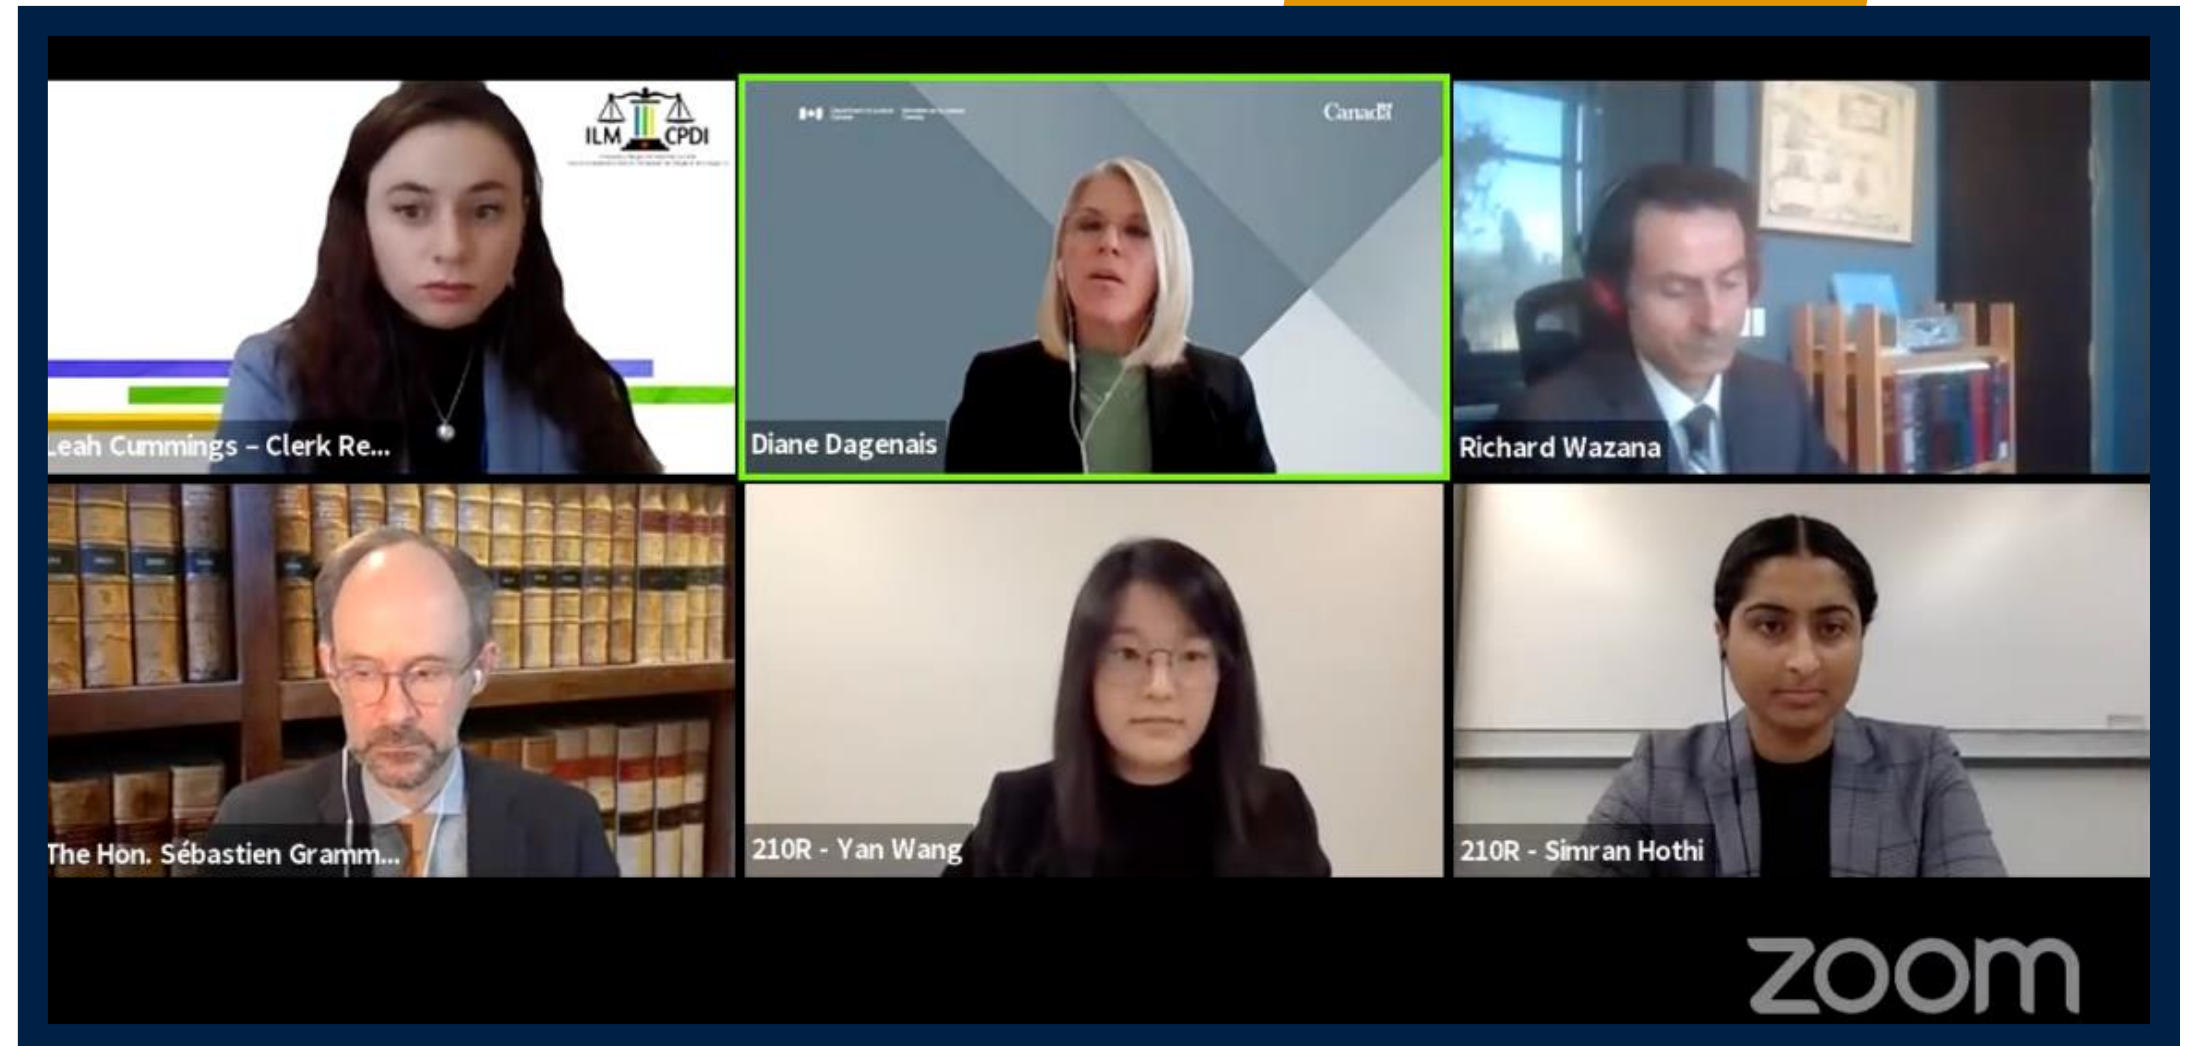 ILM CPDI
Canada
Leah Cummings – Clerk Re...
Diane Dagenais
Richard Wazana
The Hon. Sébastien Gramm...
210R - Yan Wang
210R - Simran Hothi
zoom